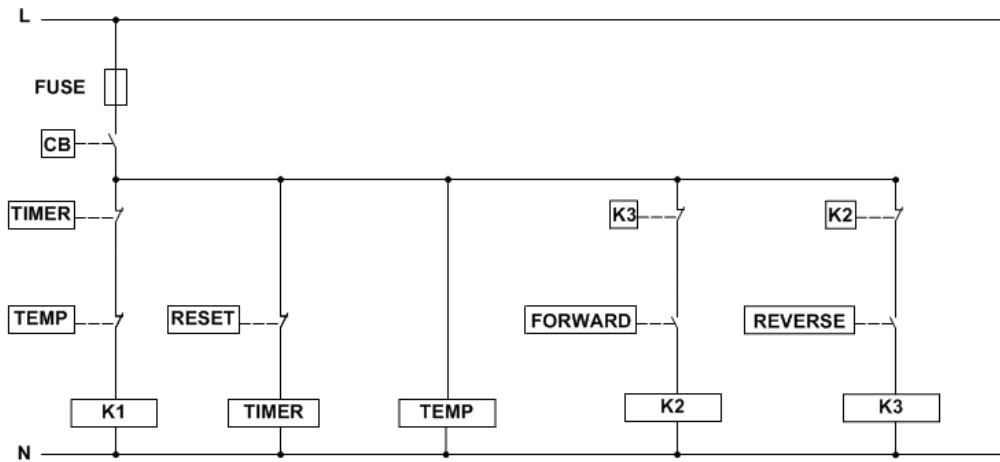 L
FUSE
CB
TIMER K3 K2
TEMP RESET FORWARD REVERSE
K1 TIMER TEMP K2 K3
N